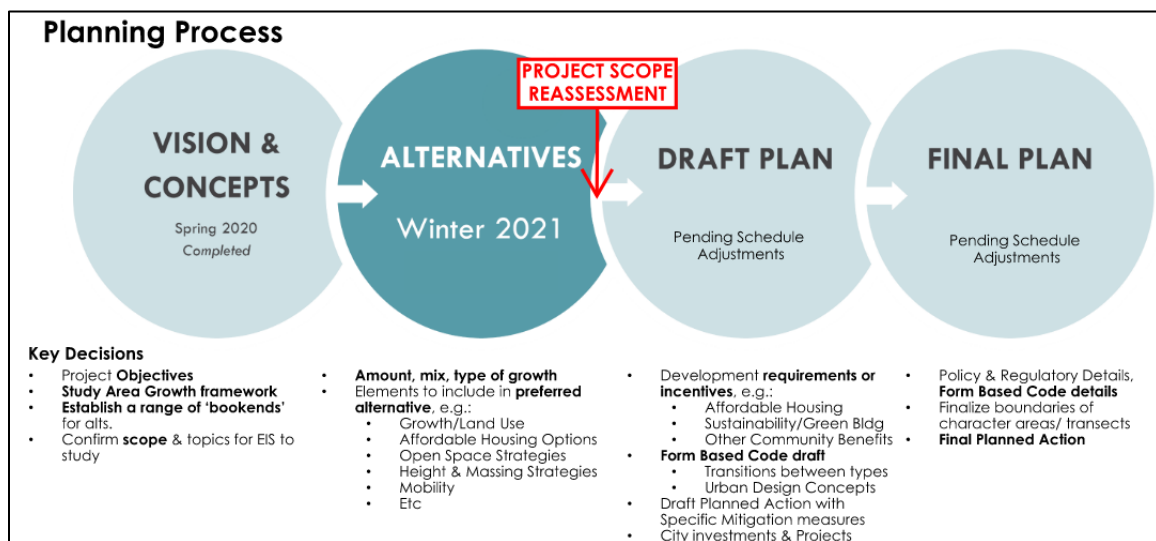 Planning Process
PROJECT SCOPE
REASSESSMENT
VISION &
CONCEPTS
Spring 2020
Completed
ALTERNATIVES
Winter 2021
DRAFT PLAN
Pending Schedule
Adjustments
FINAL PLAN
Pending Schedule
Adjustments
Key Decisions
• Project Objectives
• Study Area Growth framework
• Establish a range of 'bookends'
for alts.
• Confirm scope & topics for EIS to
study
• Amount, mix, type of growth
• Elements to include in preferred
alternative, e.g.:
• Growth/Land Use
• Affordable Housing Options
• Open Space Strategies
• Height & Massing Strategies
• Mobility
• Etc
• Development requirements or
incentives, e.g.:
• Affordable Housing
• Sustainability/Green Bldg
• Other Community Benefits
• Form Based Code draft
• Transitions between types
• Urban Design Concepts
• Draft Planned Action with
Specific Mitigation measures
• City investments & Projects
• Policy & Regulatory Details,
Form Based Code details
• Finalize boundaries of
character areas/ transects
• Final Planned Action